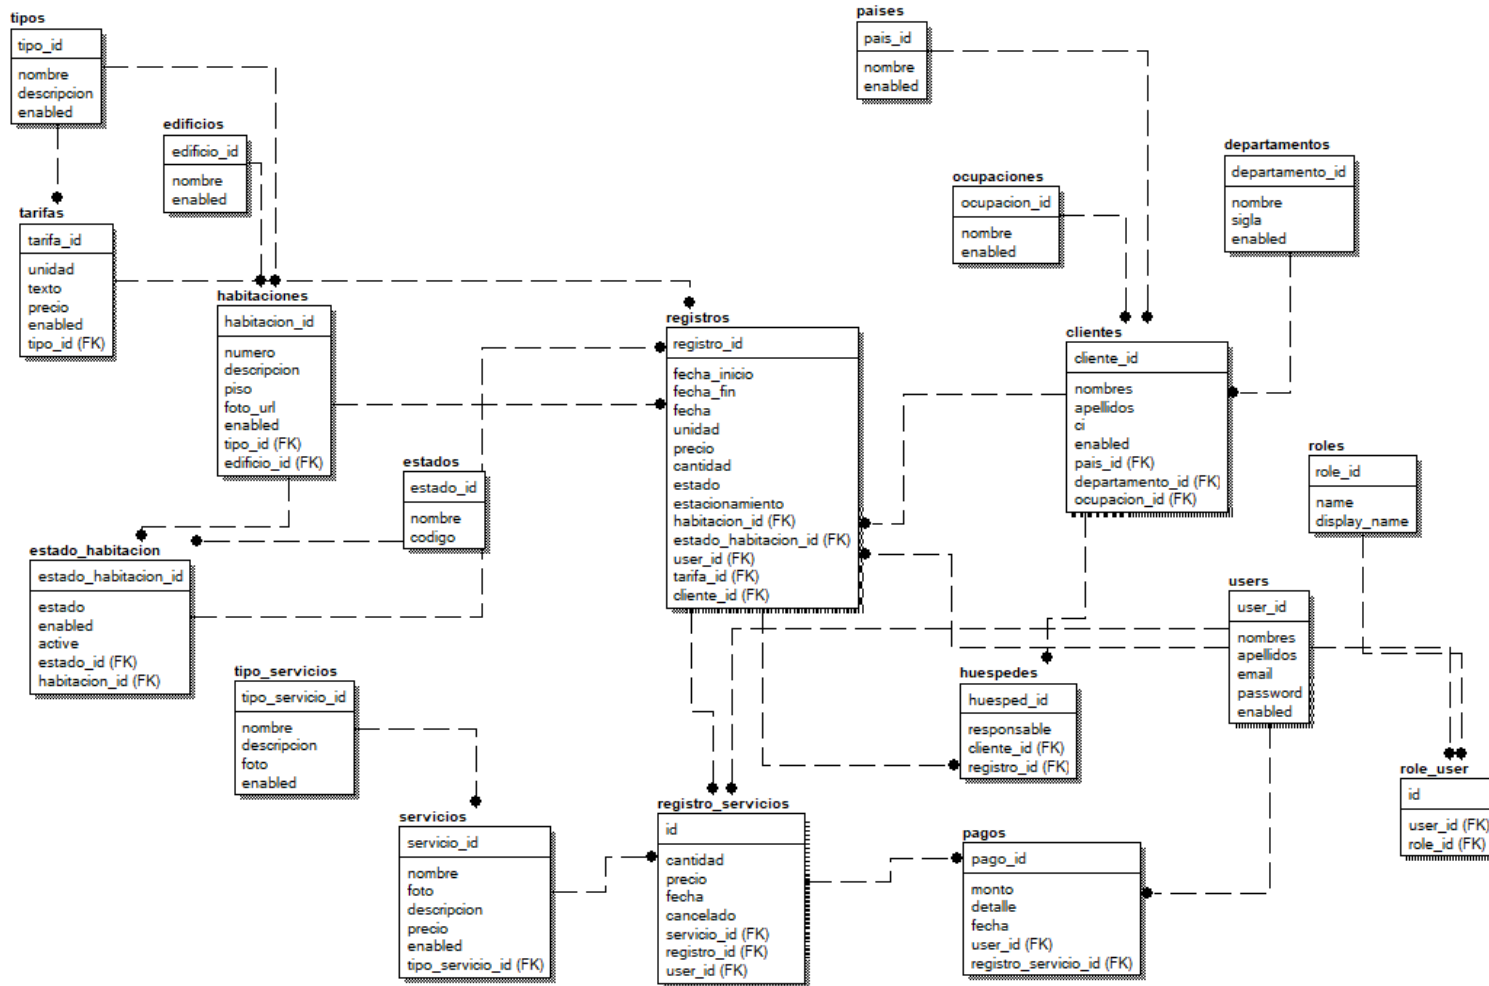 tipos
tipo_id
nombre
descripcion
enabled
paises
pais_id
nombre
enabled
edificios
edificio_id
nombre
enabled
departamentos
departamento_id
nombre
sigla
enabled
ocupaciones
ocupacion_id
nombre
enabled
tarifas
tarifa_id
unidad
texto
precio
enabled
tipo_id (FK)
habitaciones
habitacion_id
numero
descripcion
piso
foto_url
enabled
tipo_id (FK)
edificio_id (FK)
registros
registro_id
fecha_inicio
fecha_fin
fecha
unidad
precio
cantidad
estado
estacionamiento
habitacion_id (FK)
estado_habitacion_id (FK)
user_id (FK)
tarifa_id (FK)
cliente_id (FK)
clientes
cliente_id
nombres
apellidos
ci
enabled
pais_id (FK)
departamento_id (FK)
ocupacion_id (FK)
roles
role_id
name
display_name
estados
estado_id
nombre
codigo
estado_habitacion
estado_habitacion_id
estado
enabled
active
estado_id (FK)
habitacion_id (FK)
users
user_id
nombres
apellidos
email
password
enabled
tipo_servicios
tipo_servicio_id
nombre
descripcion
foto
enabled
huespedes
huesped_id
responsable
cliente_id (FK)
registro_id (FK)
role_user
id
user_id (FK)
role_id (FK)
servicios
servicio_id
nombre
foto
descripcion
precio
enabled
tipo_servicio_id (FK)
registro_servicios
id
cantidad
precio
fecha
cancelado
servicio_id (FK)
registro_id (FK)
user_id (FK)
pagos
pago_id
monto
detalle
fecha
user_id (FK)
registro_servicio_id (FK)